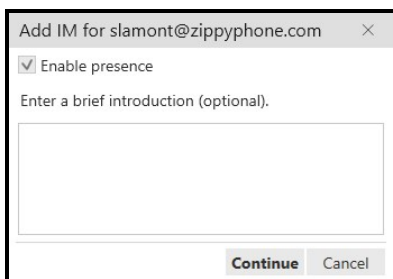 Add IM for slamont@zippyphone.com
Enable presence
Enter a brief introduction (optional).
Continue Cancel